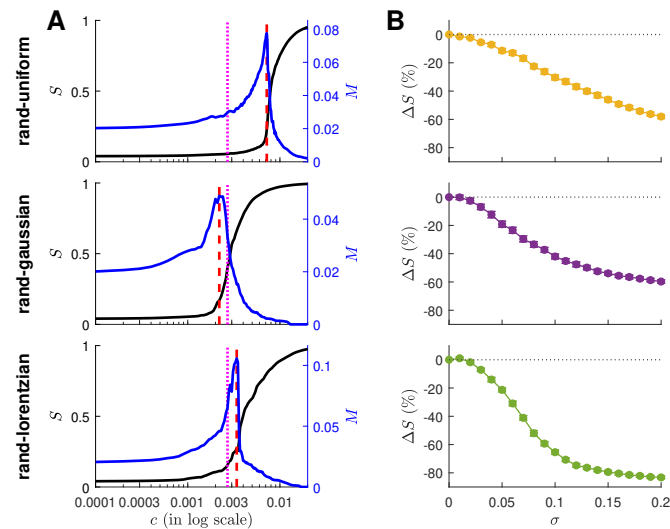 A
B
rand-uniform
S
1
0.5
0
0.08
0.06
0.04
0.02
0
M
ΔS (%)
0
-20
-40
-60
-80
rand-gaussian
S
1
0.5
0
0.04
0.02
0
M
ΔS (%)
0
-20
-40
-60
-80
rand-lorentzian
S
1
0.5
0
0.1
0.05
0
M
ΔS (%)
0
-20
-40
-60
-80
0.0001 0.0003 0.001 0.003 0.01
c (in log scale)
0 0.05 0.1 0.15 0.2
σ